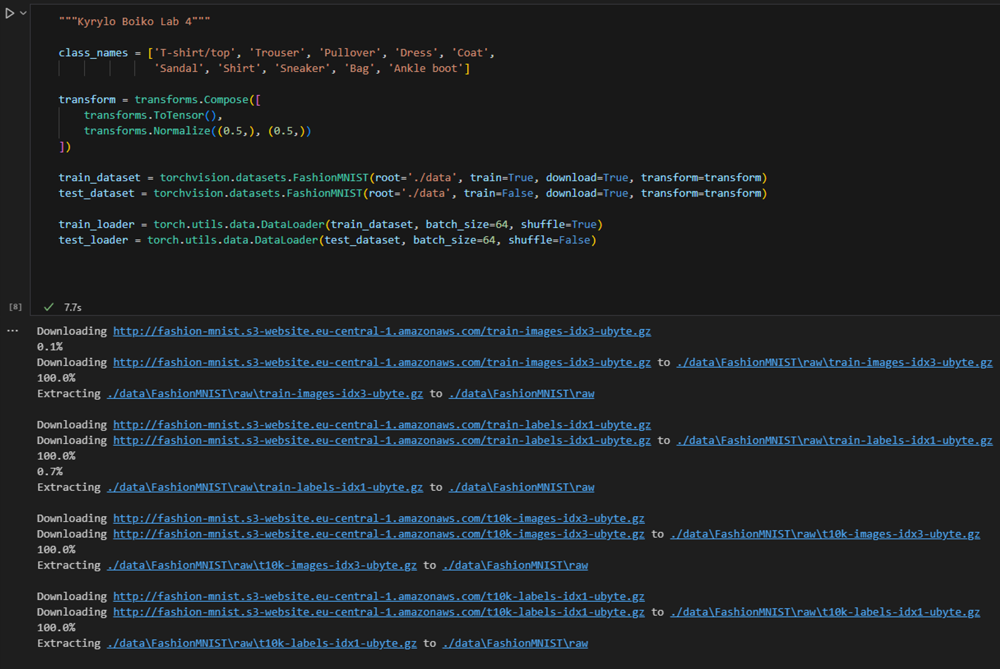 """Kyrylo Boiko Lab 4"""
class_names = ['T-shirt/top', 'Trouser', 'Pullover', 'Dress', 'Coat',
'Sandal', 'Shirt', 'Sneaker', 'Bag', 'Ankle boot']
transform = transforms.Compose([
transforms.ToTensor(),
transforms.Normalize((0.5,), (0.5,))
])
train_dataset = torchvision.datasets.FashionMNIST(root='./data', train=True, download=True, transform=transform)
test_dataset = torchvision.datasets.FashionMNIST(root='./data', train=False, download=True, transform=transform)
train_loader = torch.utils.data.DataLoader(train_dataset, batch_size=64, shuffle=True)
test_loader = torch.utils.data.DataLoader(test_dataset, batch_size=64, shuffle=False)
[8] ✓ 7.7s
... Downloading http://fashion-mnist.s3-website.eu-central-1.amazonaws.com/train-images-idx3-ubyte.gz
0.1%
Downloading http://fashion-mnist.s3-website.eu-central-1.amazonaws.com/train-images-idx3-ubyte.gz to ./data\FashionMNIST\raw\train-images-idx3-ubyte.gz
100.0%
Extracting ./data\FashionMNIST\raw\train-images-idx3-ubyte.gz to ./data\FashionMNIST\raw
Downloading http://fashion-mnist.s3-website.eu-central-1.amazonaws.com/train-labels-idx1-ubyte.gz
Downloading http://fashion-mnist.s3-website.eu-central-1.amazonaws.com/train-labels-idx1-ubyte.gz to ./data\FashionMNIST\raw\train-labels-idx1-ubyte.gz
100.0%
0.7%
Extracting ./data\FashionMNIST\raw\train-labels-idx1-ubyte.gz to ./data\FashionMNIST\raw
Downloading http://fashion-mnist.s3-website.eu-central-1.amazonaws.com/t10k-images-idx3-ubyte.gz
Downloading http://fashion-mnist.s3-website.eu-central-1.amazonaws.com/t10k-images-idx3-ubyte.gz to ./data\FashionMNIST\raw\t10k-images-idx3-ubyte.gz
100.0%
Extracting ./data\FashionMNIST\raw\t10k-images-idx3-ubyte.gz to ./data\FashionMNIST\raw
Downloading http://fashion-mnist.s3-website.eu-central-1.amazonaws.com/t10k-labels-idx1-ubyte.gz
Downloading http://fashion-mnist.s3-website.eu-central-1.amazonaws.com/t10k-labels-idx1-ubyte.gz to ./data\FashionMNIST\raw\t10k-labels-idx1-ubyte.gz
100.0%
Extracting ./data\FashionMNIST\raw\t10k-labels-idx1-ubyte.gz to ./data\FashionMNIST\raw